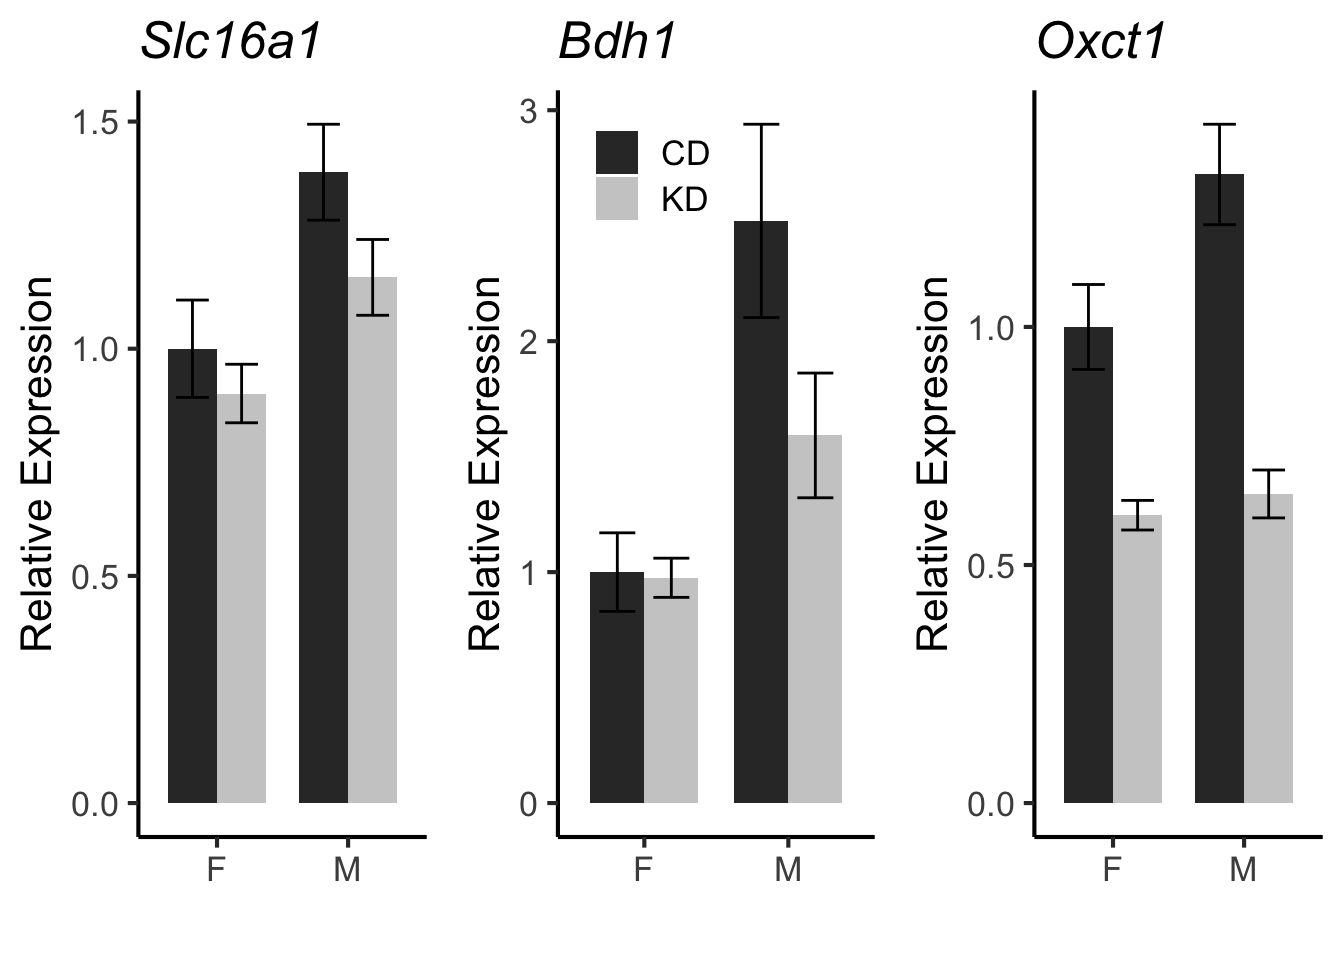 Slc16a1
Relative Expression
1.5
1.0
0.5
0.0
F M
Bdh1
Relative Expression
3
2
1
0
CD
KD
F M
Oxct1
Relative Expression
1.0
0.5
0.0
F M